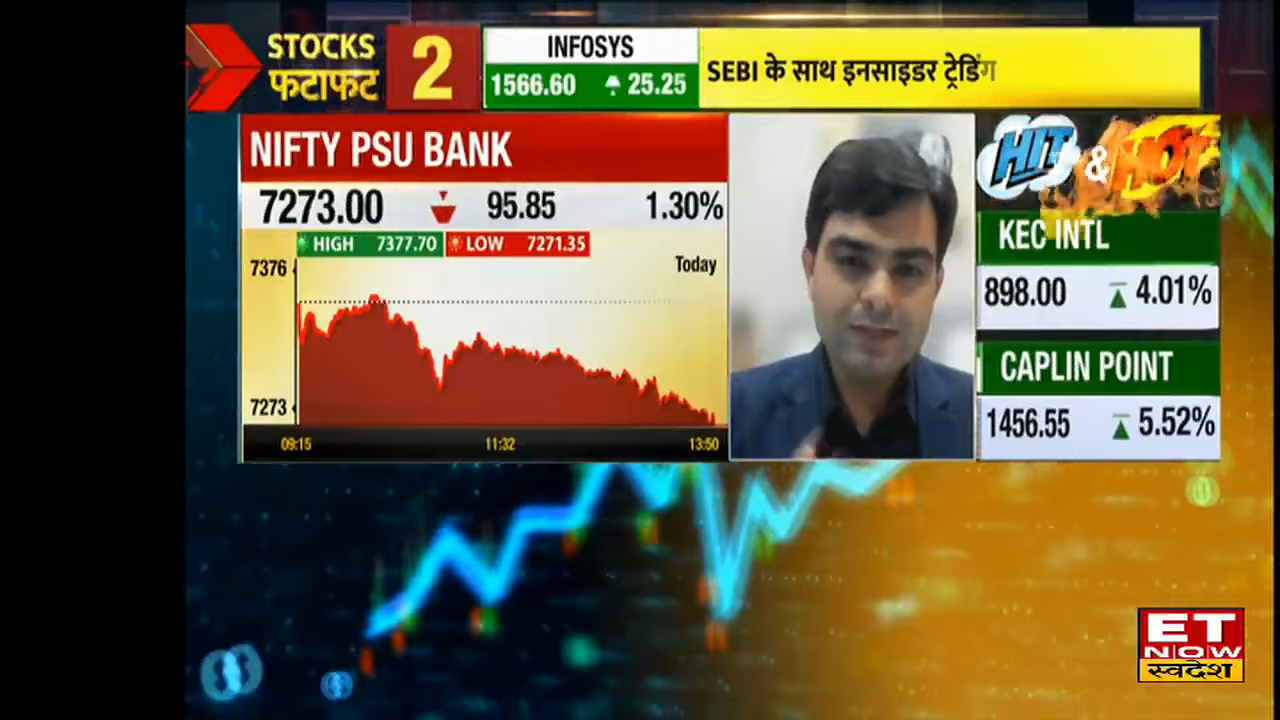 STOCKS
फटाफट
2
INFOSYS
1566.60 25.25
SEBI के साथ इनसाइडर ट्रेडिंग
NIFTY PSU BANK
7273.00 95.85 1.30%
HIGH 7377.70 LOW 7271.35
Today
7376
7273
09:15 11:32 13:50
HIT & HOT
KEC INTL
898.00 4.01%
CAPLIN POINT
1456.55 5.52%
ET
NOW
स्वदेश